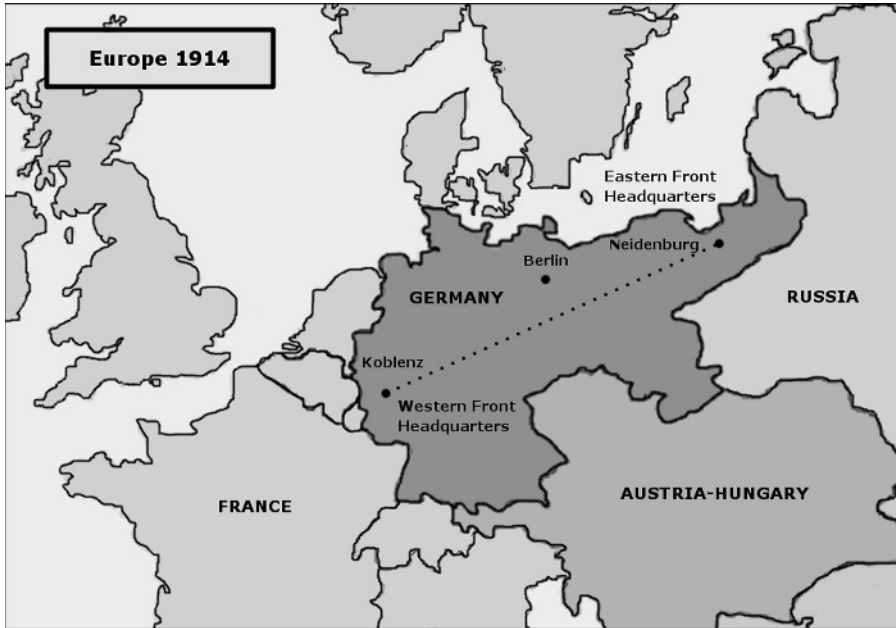 Europe 1914
Eastern Front
Headquarters
Neidenburg
Berlin
GERMANY
RUSSIA
Koblenz
Western Front
Headquarters
AUSTRIA-HUNGARY
FRANCE